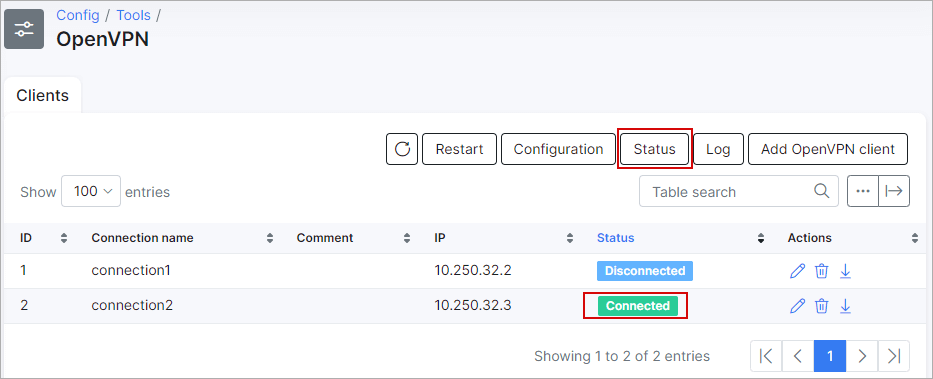 Config / Tools /
OpenVPN
Clients
Restart Configuration Status Log Add OpenVPN client
Show 100 entries Table search ...
ID Connection name Comment IP Status Actions
1 connection1 10.250.32.2 Disconnected
2 connection2 10.250.32.3 Connected
Showing 1 to 2 of 2 entries 1